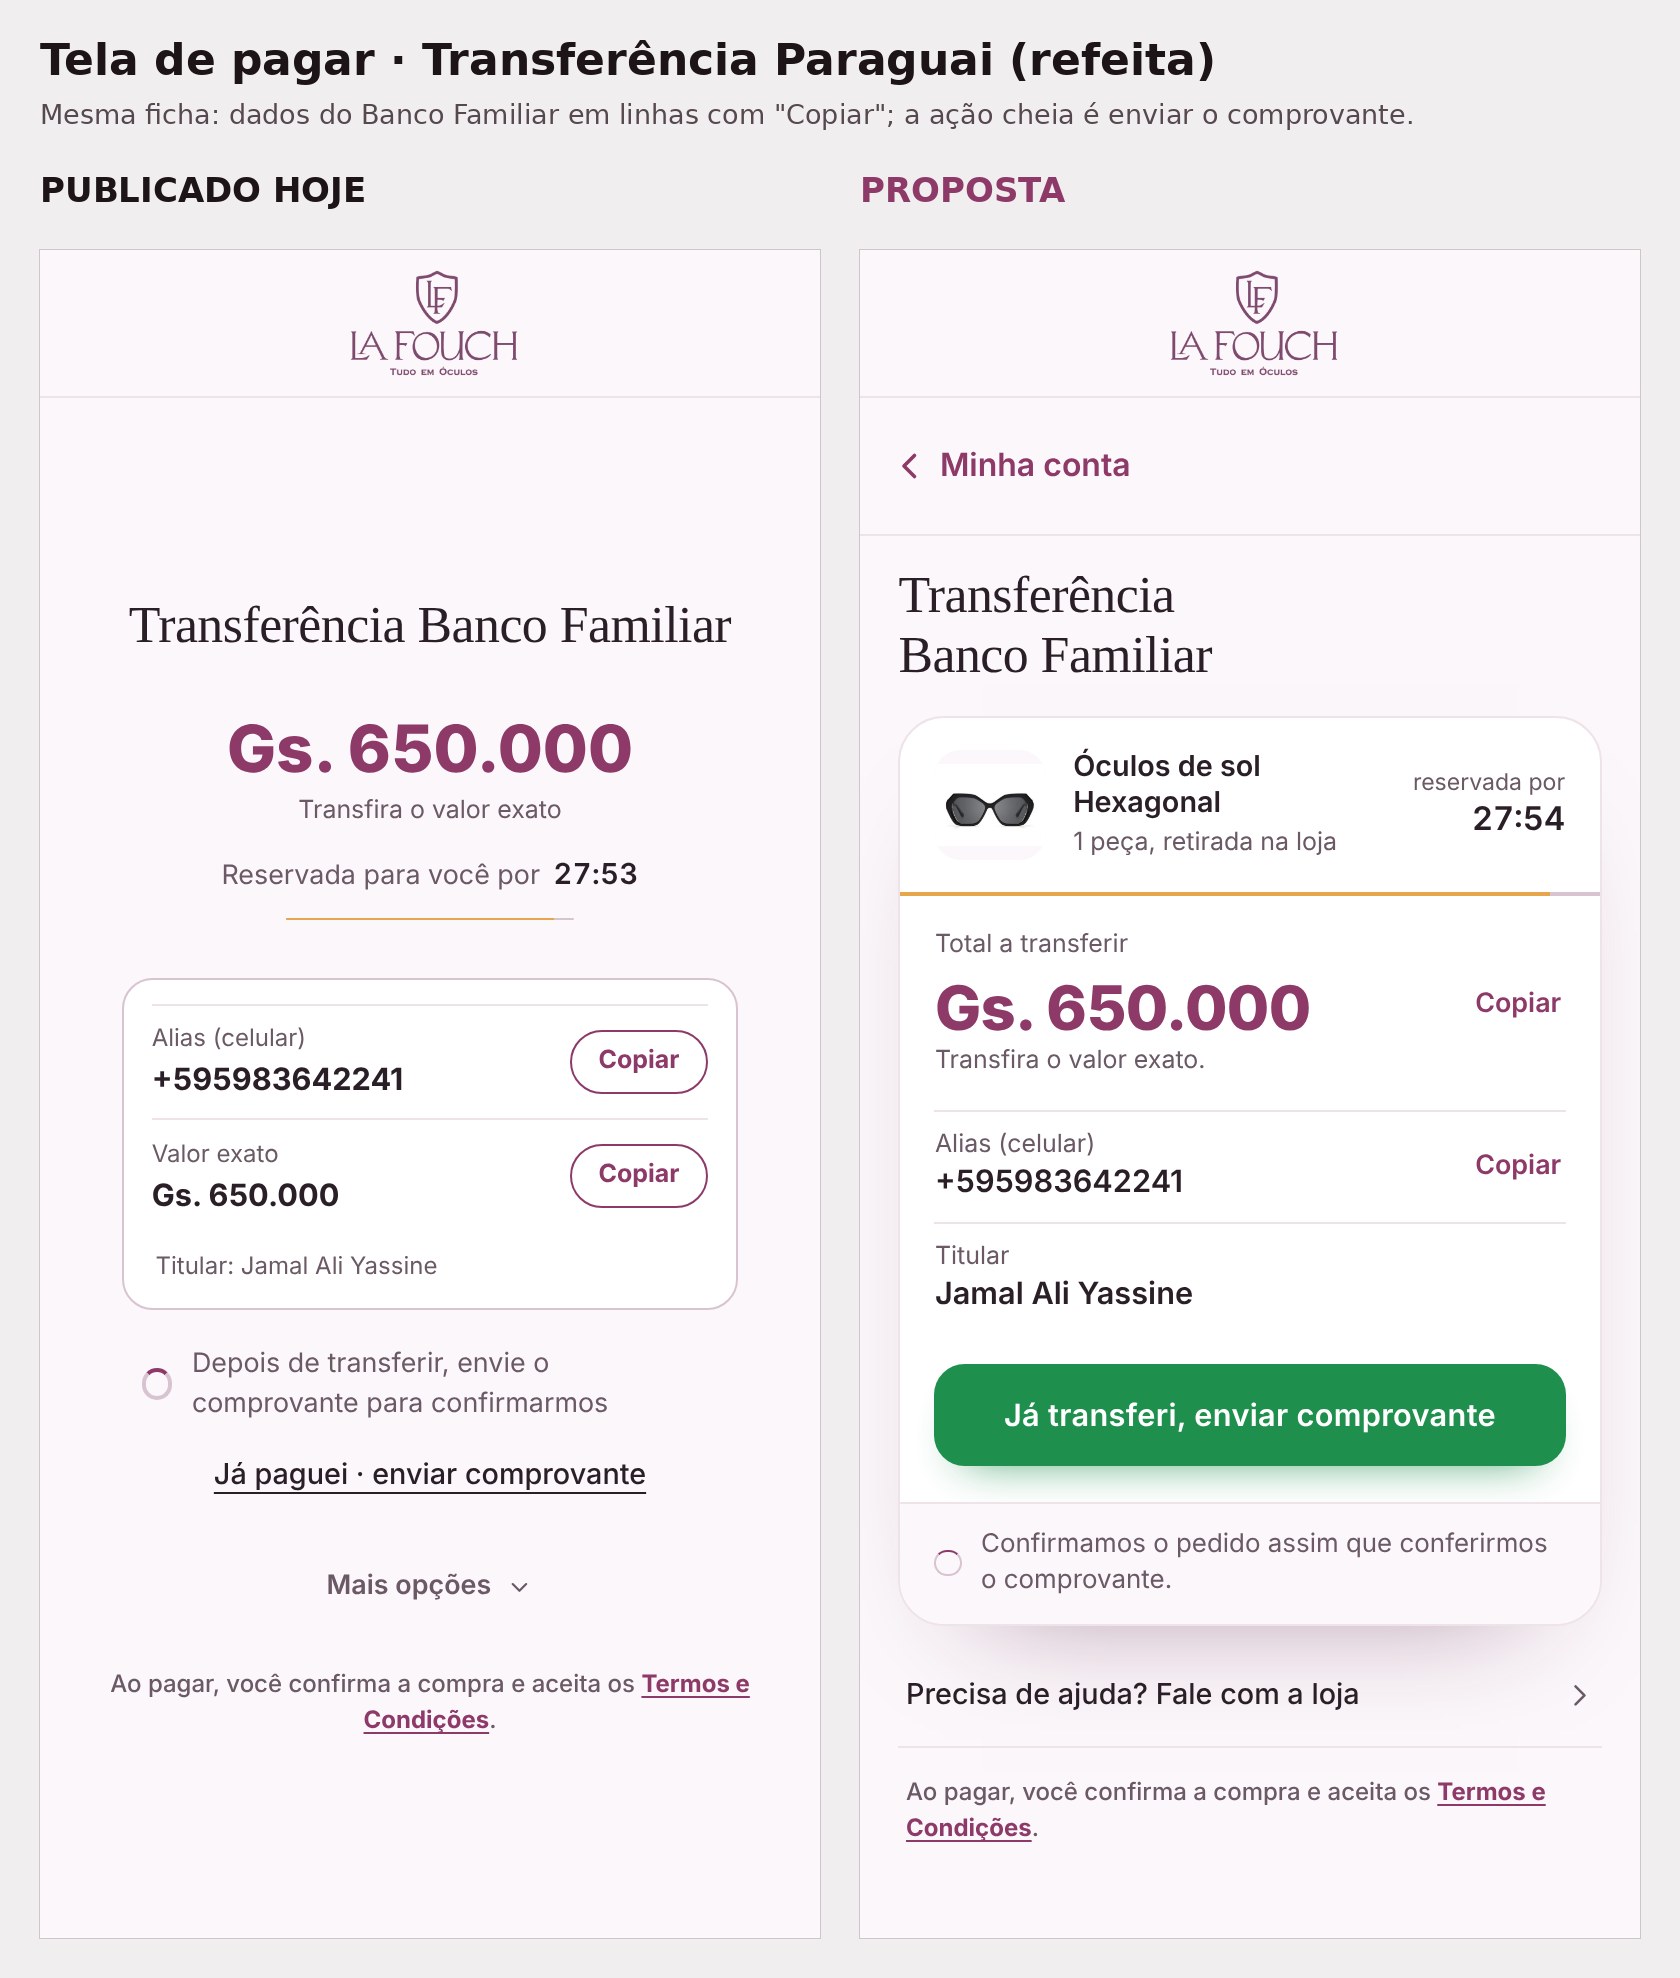 Tela de pagar · Transferência Paraguai (refeita)
Mesma ficha: dados do Banco Familiar em linhas com "Copiar"; a ação cheia é enviar o comprovante.
PUBLICADO HOJE
LF
LA FOUCH
TUDO EM ÓCULOS
Transferência Banco Familiar
Gs. 650.000
Transfira o valor exato
Reservada para você por 27:53
Alias (celular)
+595983642241
Copiar
Valor exato
Gs. 650.000
Copiar
Titular: Jamal Ali Yassine
Depois de transferir, envie o
comprovante para confirmarmos
Já paguei · enviar comprovante
Mais opções
Ao pagar, você confirma a compra e aceita os Termos e
Condições.
PROPOSTA
LF
LA FOUCH
TUDO EM ÓCULOS
Minha conta
Transferência
Banco Familiar
Óculos de sol
Hexagonal
1 peça, retirada na loja
reservada por
27:54
Total a transferir
Gs. 650.000
Copiar
Transfira o valor exato.
Alias (celular)
+595983642241
Copiar
Titular
Jamal Ali Yassine
Já transferi, enviar comprovante
Confirmamos o pedido assim que conferirmos
o comprovante.
Precisa de ajuda? Fale com a loja
Ao pagar, você confirma a compra e aceita os Termos e
Condições.